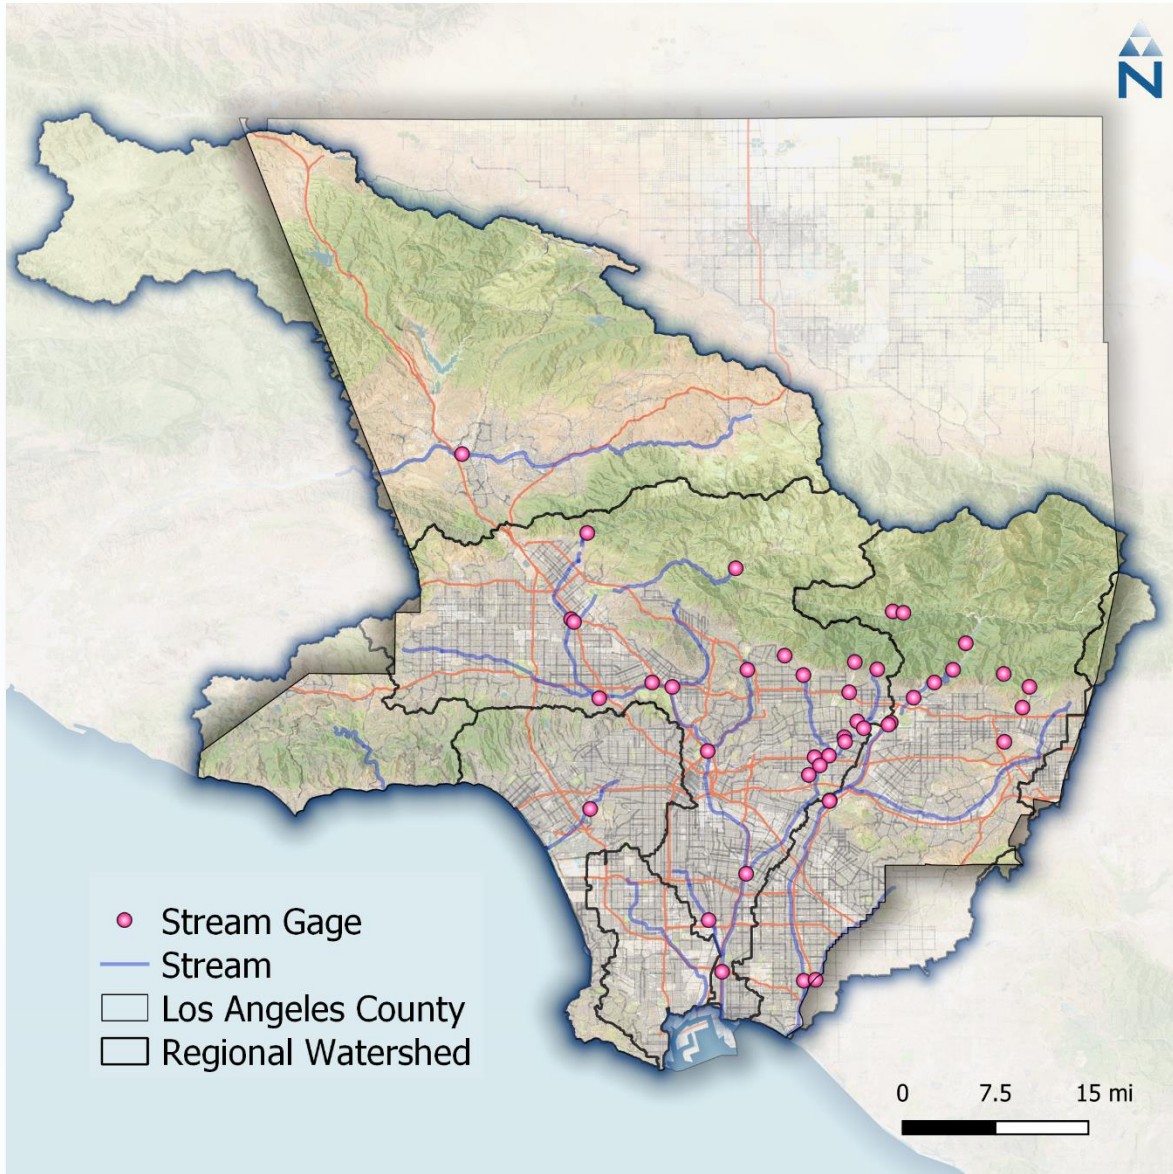 N
Stream Gage
Stream
Los Angeles County
Regional Watershed
0 7.5 15 mi